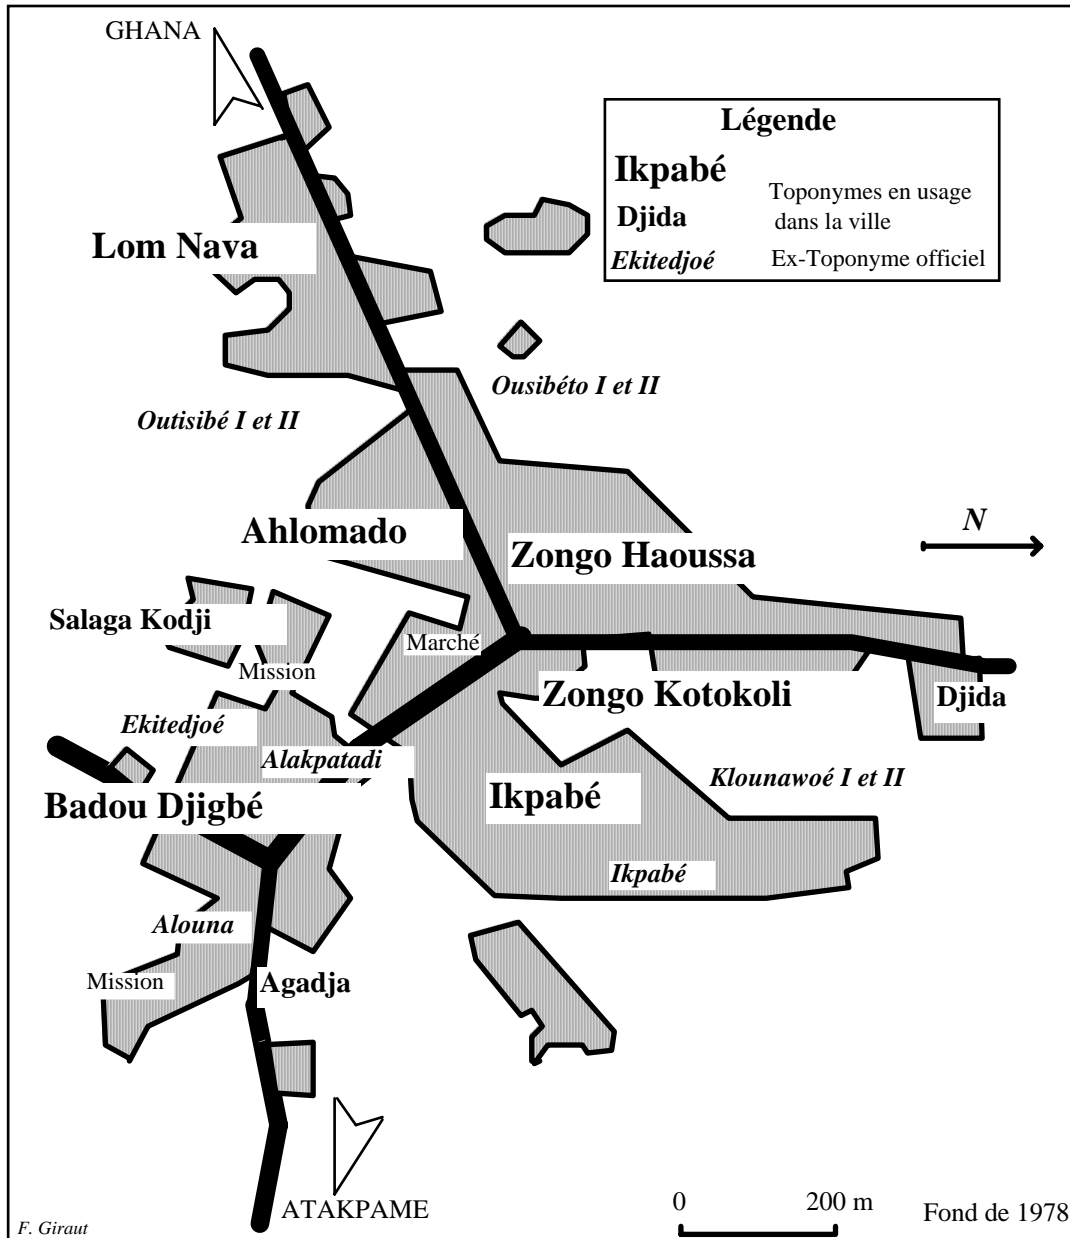 GHANA
Légende
Ikpabé
Djida
Toponymes en usage
dans la ville
Ekitedjoé
Ex-Toponyme officiel
Lom Nava
Ousibéto I et II
Outisibé I et II
Ahlomado
N
Zongo Haoussa
Salaga Kodji
Marché
Mission
Zongo Kotokoli
Djida
Ekitedjoé
Alakpatadi
Klounawoé I et II
Badou Djigbé
Ikpabé
Ikpabé
Alouna
Mission
Agadja
ATAKPAME
0
200 m
Fond de 1978
F. Giraut